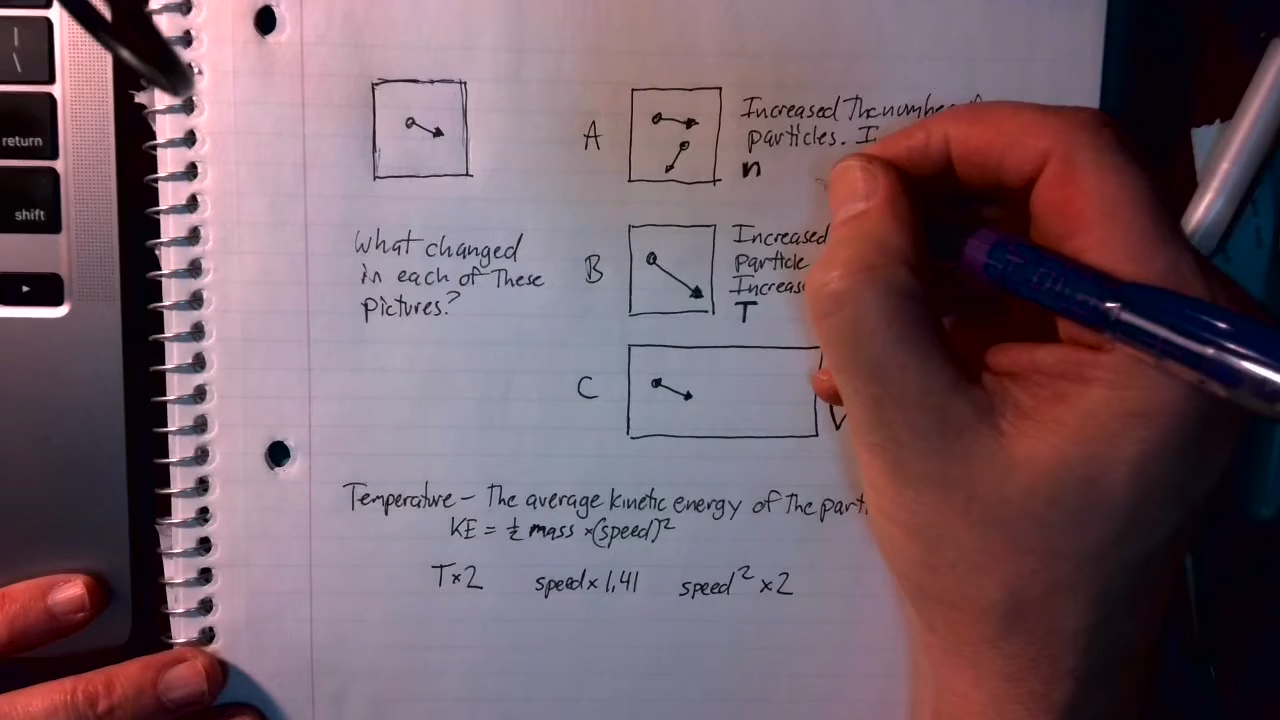 |
\
return
shift
A
Increased The number
particles.
n
What changed
in each of These
pictures?
B
Increased
Particle
T
C
Temperature – The average kinetic energy of the
KE = ½ mass ×(speed)²
T×2 speed×1.41 speed² ×2